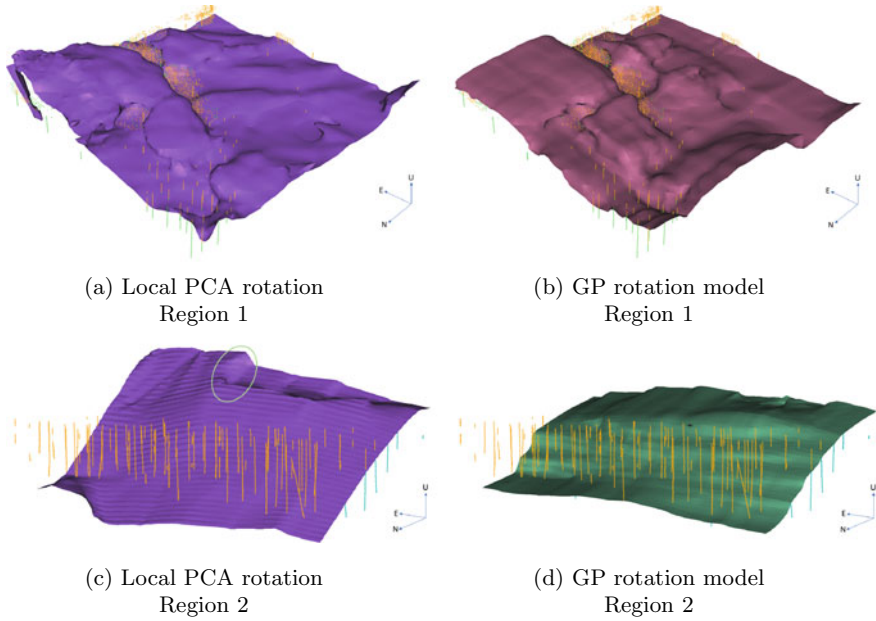 U
E
N
U
E
N
(a) Local PCA rotation
Region 1
(b) GP rotation model
Region 1
U
E
N
U
E
N
(c) Local PCA rotation
Region 2
(d) GP rotation model
Region 2